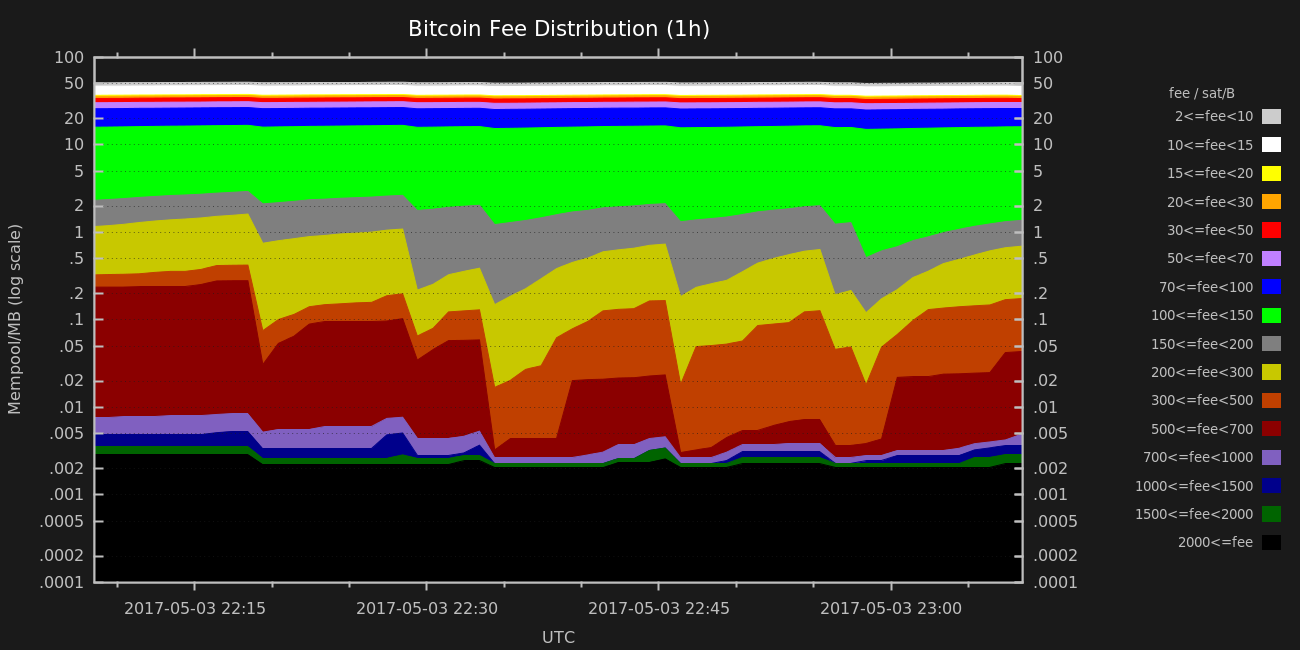 Bitcoin Fee Distribution (1h)
100
50
20
10
5
2
1
.5
.2
.1
.05
.02
.01
.005
.002
.001
.0005
.0002
.0001
Mempool/MB (log scale)
100
50
20
10
5
2
1
.5
.2
.1
.05
.02
.01
.005
.002
.001
.0005
.0002
.0001
2017-05-03 22:15
2017-05-03 22:30
2017-05-03 22:45
2017-05-03 23:00
UTC
fee / sat/B
2<=fee<10
10<=fee<15
15<=fee<20
20<=fee<30
30<=fee<50
50<=fee<70
70<=fee<100
100<=fee<150
150<=fee<200
200<=fee<300
300<=fee<500
500<=fee<700
700<=fee<1000
1000<=fee<1500
1500<=fee<2000
2000<=fee